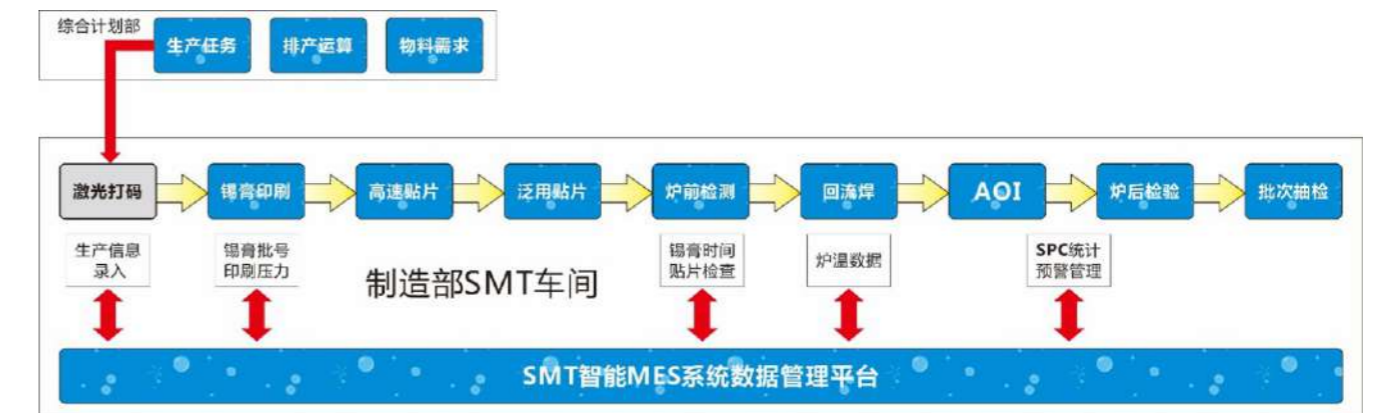 综合计划部
生产任务
排产运算
物料需求
激光打码
锡膏印刷
高速贴片
泛用贴片
炉前检测
回流焊
AOI
炉后检验
批次抽检
生产信息
录入
锡膏批号
印刷压力
锡膏时间
贴片检查
炉温数据
SPC统计
预警管理
制造部SMT车间
SMT智能MES系统数据管理平台